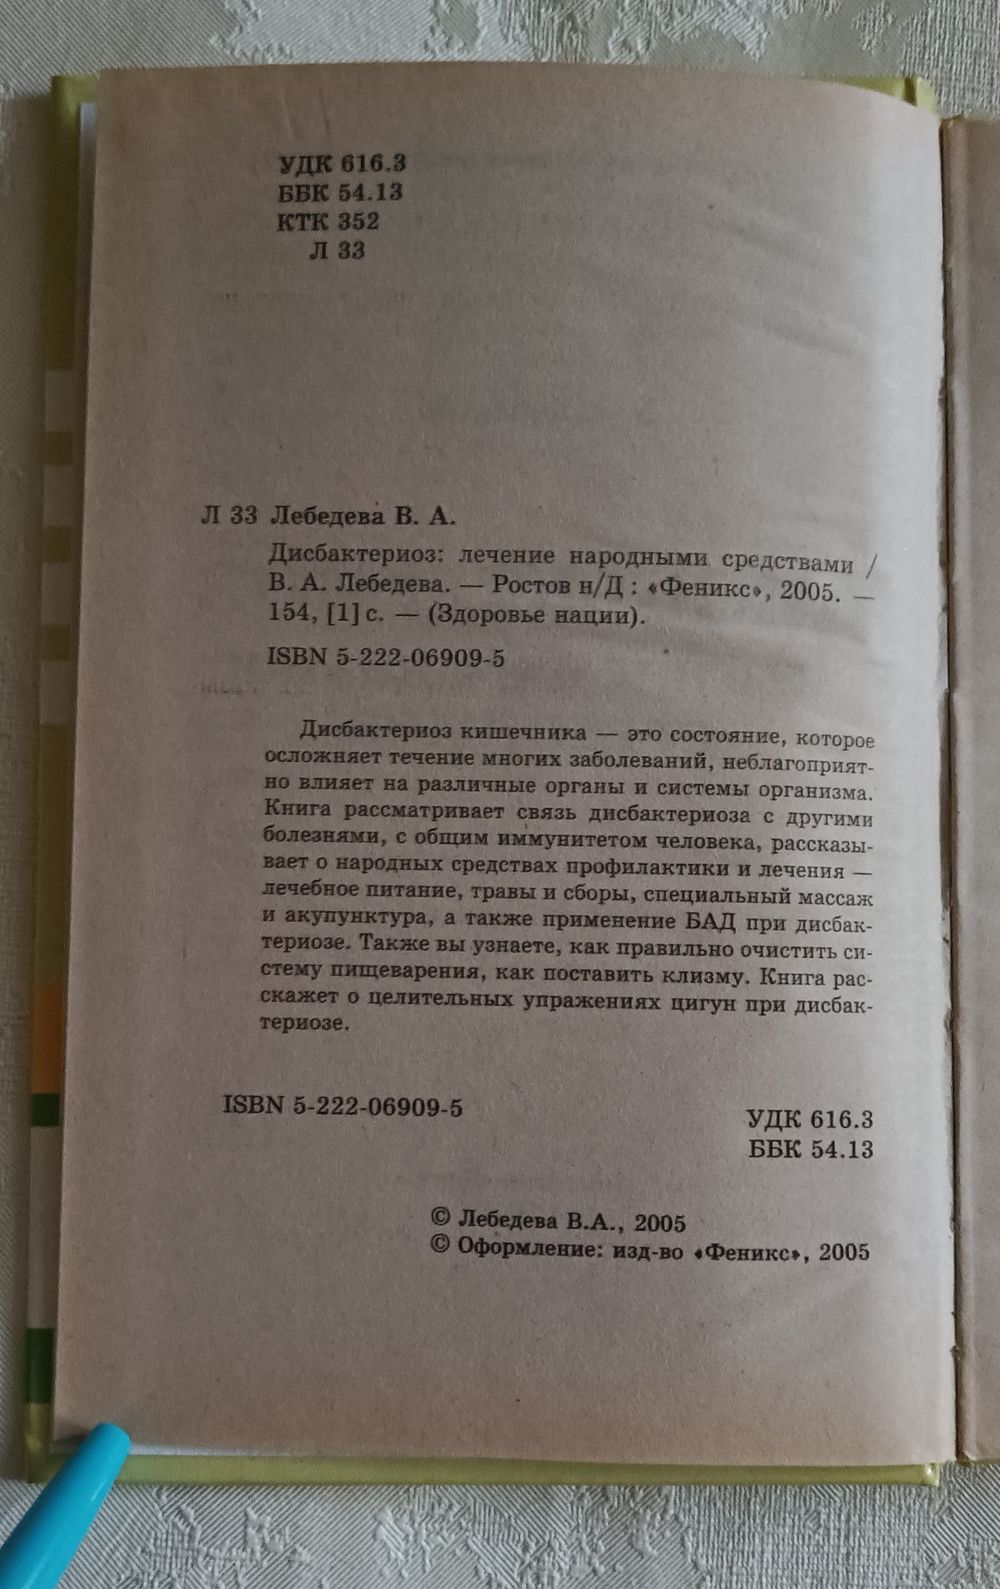 УДК 616.3
ББК 54.13
КТК 352
Л 33
Л 33 Лебедева В. А.
Дисбактериоз: лечение народными средствами /
В. А. Лебедева. — Ростов н/Д : «Феникс», 2005. —
154, [1] с. — (Здоровье нации).
ISBN 5-222-06909-5
Дисбактериоз кишечника — это состояние, которое
осложняет течение многих заболеваний, неблагоприят-
но влияет на различные органы и системы организма.
Книга рассматривает связь дисбактериоза с другими
болезнями, с общим иммунитетом человека, рассказы-
вает о народных средствах профилактики и лечения —
лечебное питание, травы и сборы, специальный массаж
и акупунктура, а также применение БАД при дисбак-
териозе. Также вы узнаете, как правильно очистить си-
стему пищеварения, как поставить клизму. Книга рас-
скажет о целительных упражнениях цигун при дисбак-
териозе.
ISBN 5-222-06909-5
УДК 616.3
ББК 54.13
© Лебедева В.А., 2005
© Оформление: изд-во «Феникс», 2005